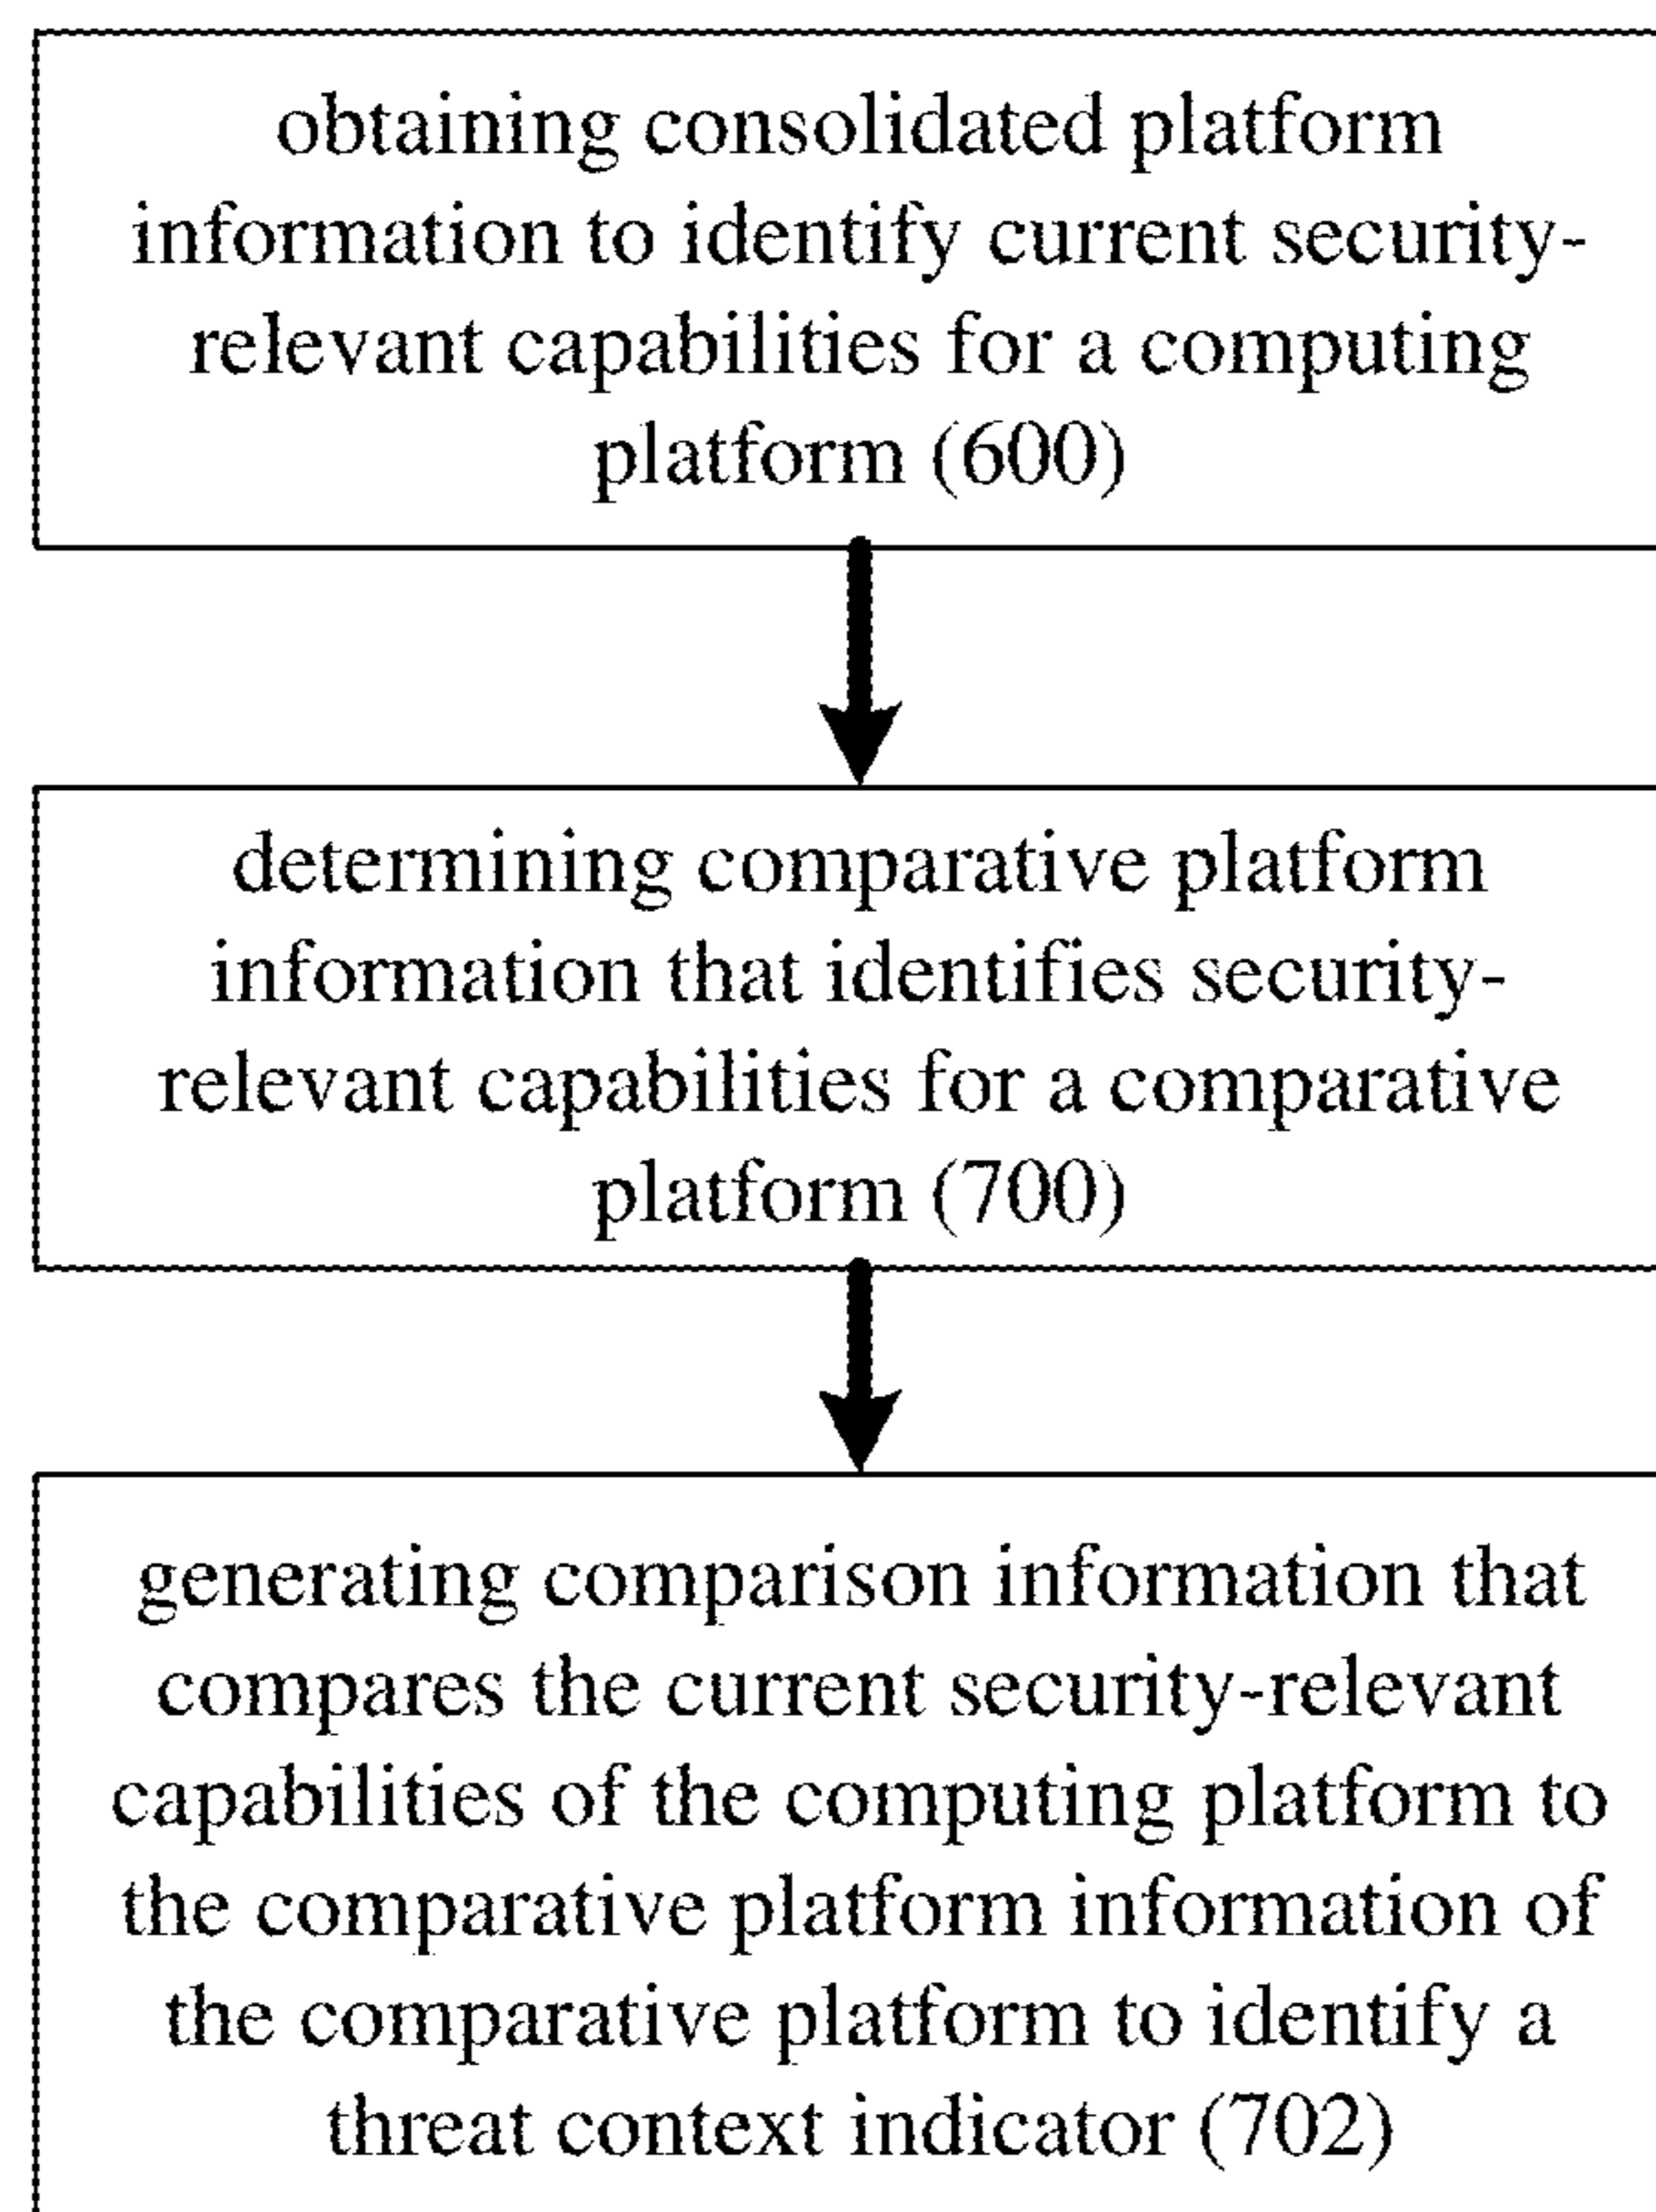 obtaining consolidated platform
information to identify current security-
relevant capabilities for a computing
platform (600)
determining comparative platform
information that identifies security-
relevant capabilities for a comparative
platform (700)
generating comparison information that
compares the current security-relevant
capabilities of the computing platform to
the comparative platform information of
the comparative platform to identify a
threat context indicator (702)